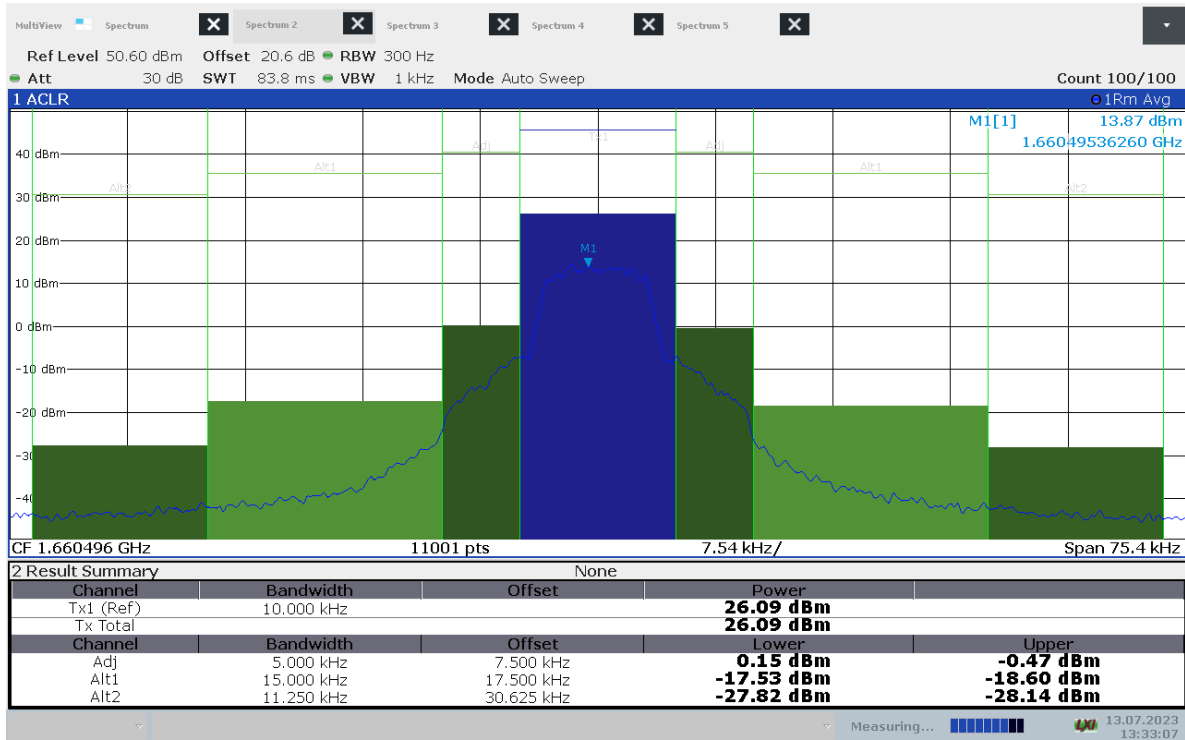 MultiView Spectrum Spectrum 2 Spectrum 3 Spectrum 4 Spectrum 5
Ref Level 50.60 dBm Offset 20.6 dB RBW 300 Hz
Att 30 dB SWT 83.8 ms VBW 1 kHz Mode Auto Sweep Count 100/100
1 ACLR 1Rm Avg
M1[1] 13.87 dBm
1.66049536260 GHz
Tx1
Adj Adj
40 dBm
Alt1 Alt1
Alt2 Alt2
30 dBm
20 dBm
M1
10 dBm
0 dBm
-10 dBm
-20 dBm
-30
-40
CF 1.660496 GHz 11001 pts 7.54 kHz/ Span 75.4 kHz
2 Result Summary None
Channel Bandwidth Offset Power
Tx1 (Ref) 10.000 kHz 26.09 dBm
Tx Total 26.09 dBm
Channel Bandwidth Offset Lower Upper
Adj 5.000 kHz 7.500 kHz 0.15 dBm -0.47 dBm
Alt1 15.000 kHz 17.500 kHz -17.53 dBm -18.60 dBm
Alt2 11.250 kHz 30.625 kHz -27.82 dBm -28.14 dBm
Measuring... LXI 13.07.2023
13:33:07